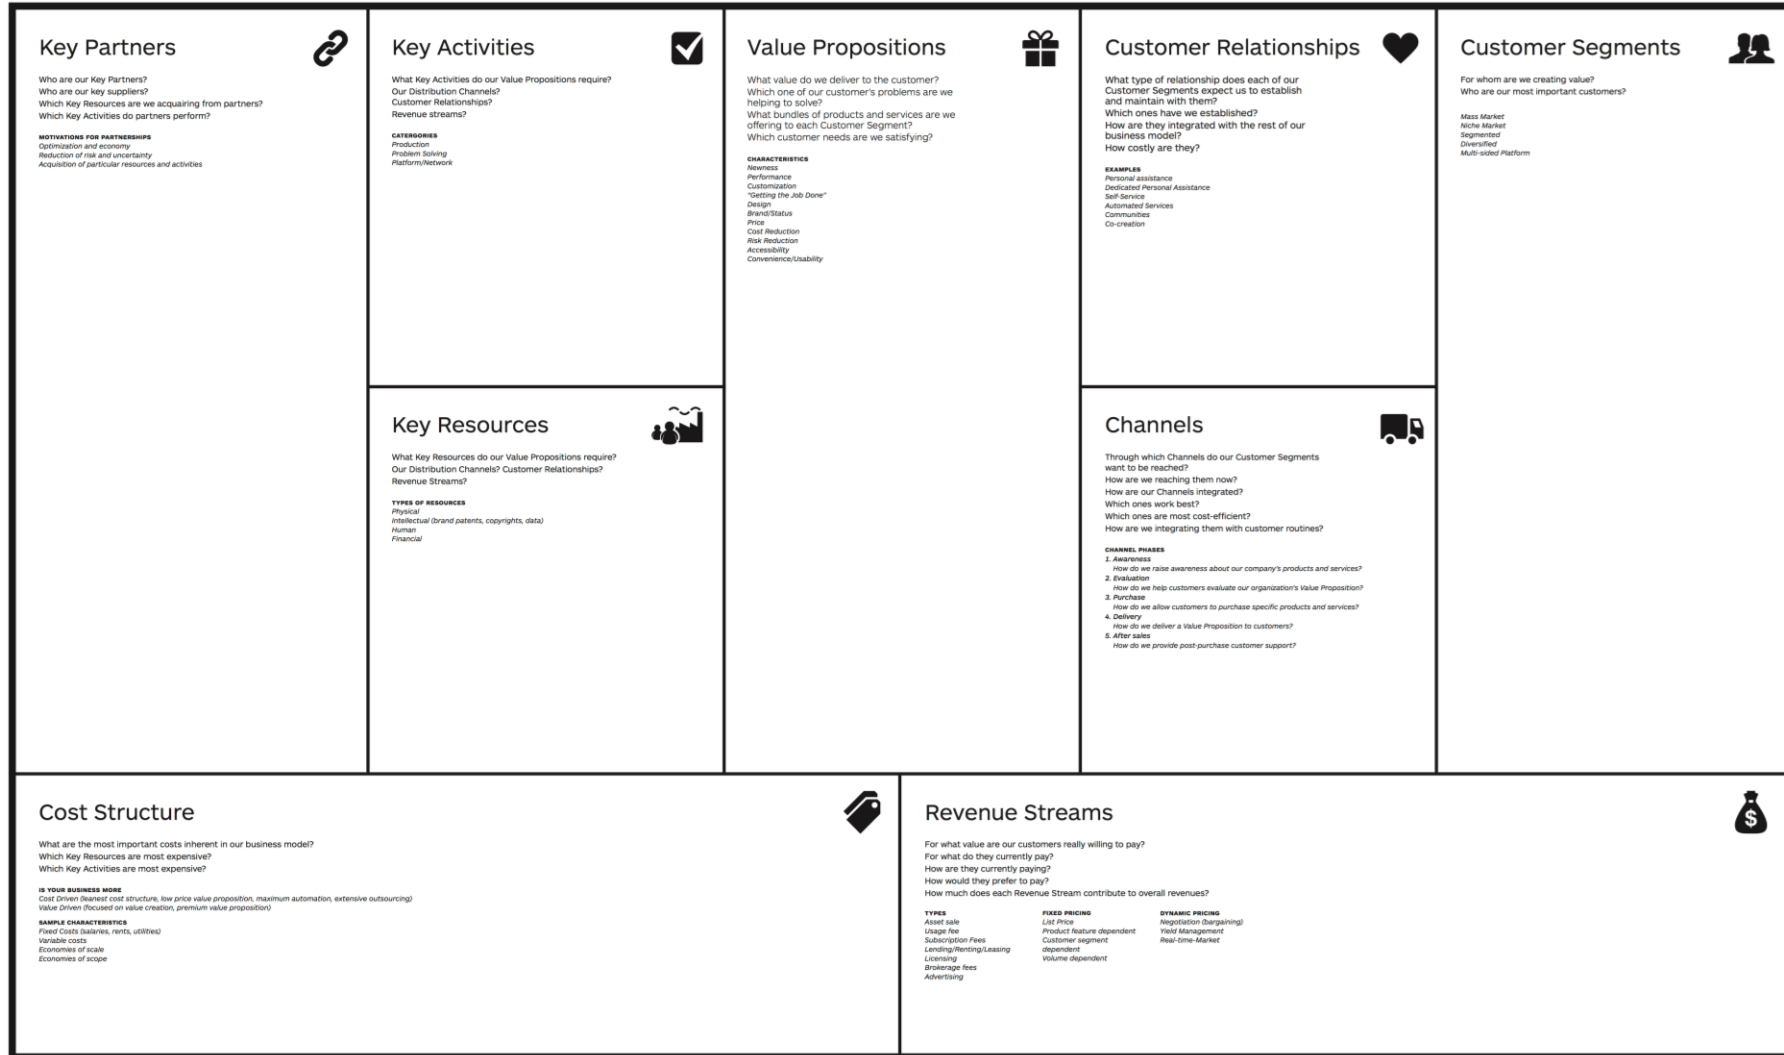 Key Partners
Who are our Key Partners?
Who are our key suppliers?
Which Key Resources are we acquairing from partners?
Which Key Activities do partners perform?
MOTIVATIONS FOR PARTNERSHIPS
Optimization and economy
Reduction of risk and uncertainty
Acquisition of particular resources and activities
Key Activities
What Key Activities do our Value Propositions require?
Our Distribution Channels?
Customer Relationships?
Revenue streams?
CATERGORIES
Production
Problem Solving
Platform/Network
Key Resources
What Key Resources do our Value Propositions require?
Our Distribution Channels? Customer Relationships?
Revenue Streams?
TYPES OF RESOURCES
Physical
Intellectual (brand patents, copyrights, data)
Human
Financial
Value Propositions
What value do we deliver to the customer?
Which one of our customer's problems are we
helping to solve?
What bundles of products and services are we
offering to each Customer Segment?
Which customer needs are we satisfying?
CHARACTERISTICS
Newness
Performance
Customization
"Getting the Job Done"
Design
Brand/Status
Price
Cost Reduction
Risk Reduction
Accessibility
Convenience/Usability
Customer Relationships
What type of relationship does each of our
Customer Segments expect us to establish
and maintain with them?
Which ones have we established?
How are they integrated with the rest of our
business model?
How costly are they?
EXAMPLES
Personal assistance
Dedicated Personal Assistance
Self-Service
Automated Services
Communities
Co-creation
Channels
Through which Channels do our Customer Segments
want to be reached?
How are we reaching them now?
How are our Channels integrated?
Which ones work best?
Which ones are most cost-efficient?
How are we integrating them with customer routines?
CHANNEL PHASES
1. Awareness
How do we raise awareness about our company's products and services?
2. Evaluation
How do we help customers evaluate our organization's Value Proposition?
3. Purchase
How do we allow customers to purchase specific products and services?
4. Delivery
How do we deliver a Value Proposition to customers?
5. After sales
How do we provide post-purchase customer support?
Customer Segments
For whom are we creating value?
Who are our most important customers?
Mass Market
Niche Market
Segmented
Diversified
Multi-sided Platform
Cost Structure
What are the most important costs inherent in our business model?
Which Key Resources are most expensive?
Which Key Activities are most expensive?
IS YOUR BUSINESS MORE
Cost Driven (leanest cost structure, low price value proposition, maximum automation, extensive outsourcing)
Value Driven (focused on value creation, premium value proposition)
SAMPLE CHARACTERISTICS
Fixed Costs (salaries, rents, utilities)
Variable costs
Economies of scale
Economies of scope
Revenue Streams
$
For what value are our customers really willing to pay?
For what do they currently pay?
How are they currently paying?
How would they prefer to pay?
How much does each Revenue Stream contribute to overall revenues?
TYPES
Asset sale
Usage fee
Subscription Fees
Lending/Renting/Leasing
Licensing
Brokerage fees
Advertising
FIXED PRICING
List Price
Product feature dependent
Customer segment
dependent
Volume dependent
DYNAMIC PRICING
Negotiation (bargaining)
Yield Management
Real-time-Market